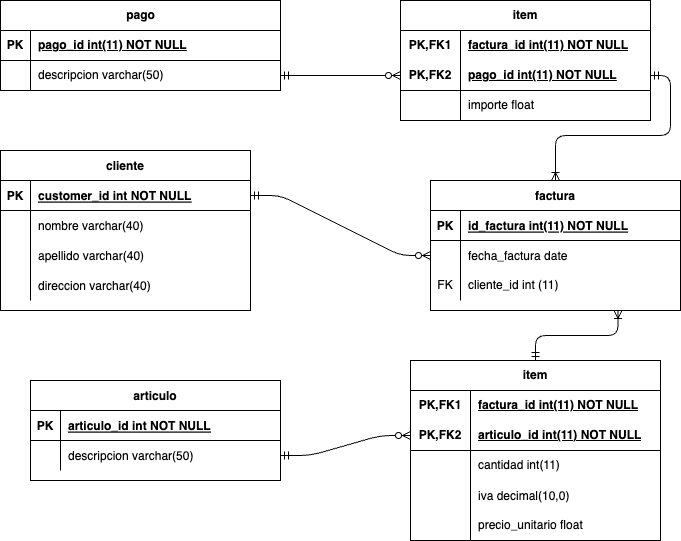 pago
PK pago_id int(11) NOT NULL
descripcion varchar(50)
item
PK,FK1 factura_id int(11) NOT NULL
PK,FK2 pago_id int(11) NOT NULL
importe float
cliente
PK customer_id int NOT NULL
nombre varchar(40)
apellido varchar(40)
direccion varchar(40)
factura
PK id_factura int(11) NOT NULL
fecha_factura date
FK cliente_id int (11)
articulo
PK articulo_id int NOT NULL
descripcion varchar(50)
item
PK,FK1 factura_id int(11) NOT NULL
PK,FK2 articulo_id int(11) NOT NULL
cantidad int(11)
iva decimal(10,0)
precio_unitario float